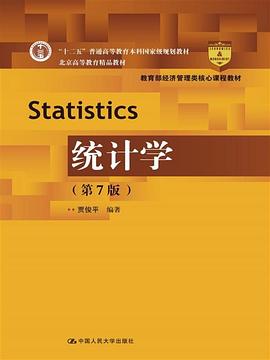 “十二五”普通高等教育本科国家级规划教材
北京高等教育精品教材
ECONOMICS
& MANAGEMENT
教育部经济管理类核心课程教材
Statistics
统计学
(第7版)
贾俊平 编著
中国人民大学出版社